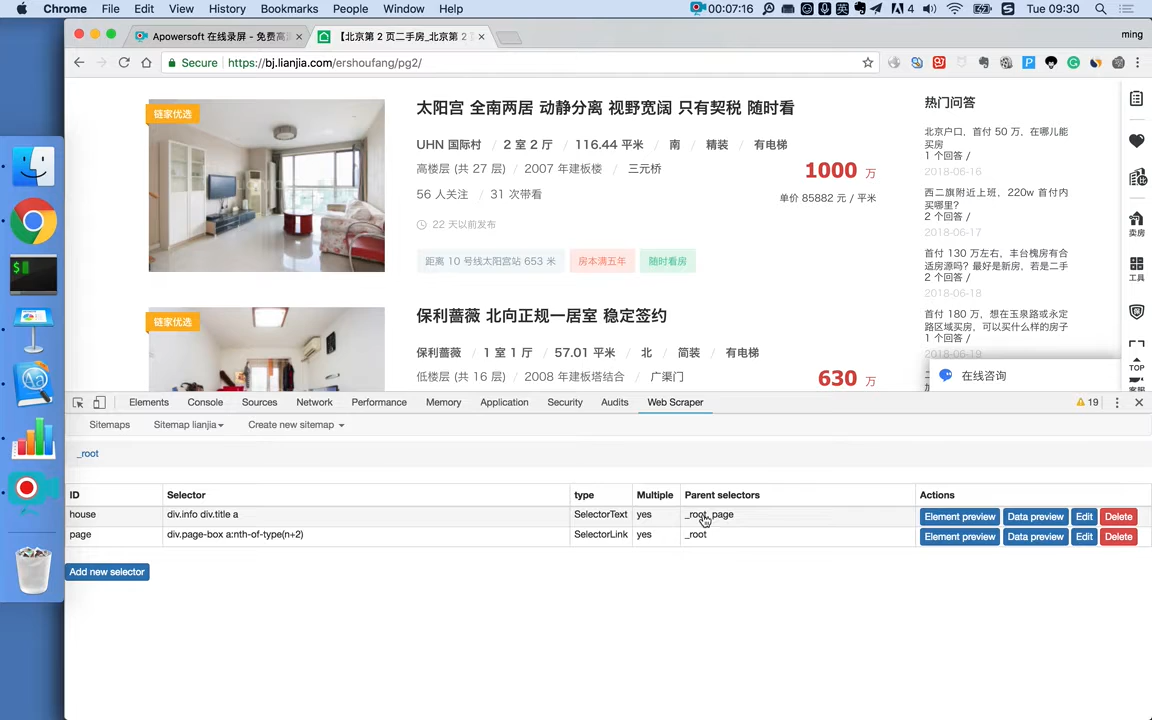 Chrome File Edit View History Bookmarks People Window Help 00:07:16 4 Tue 09:30
Apowersoft 在线录屏 - 免费高 【北京第 2 页二手房_北京第 2 ming
Secure https://bj.lianjia.com/ershoufang/pg2/
链家优选
太阳宫 全南两居 动静分离 视野宽阔 只有契税 随时看
UHN 国际村 / 2 室 2 厅 / 116.44 平米 / 南 / 精装 / 有电梯
高楼层 (共 27 层) / 2007 年建板楼 / 三元桥
1000 万
56 人关注 / 31 次带看
单价 85882 元 / 平米
22 天以前发布
距离 10 号线太阳宫站 653 米 房本满五年 随时看房
链家优选
保利蔷薇 北向正规一居室 稳定签约
保利蔷薇 / 1 室 1 厅 / 57.01 平米 / 北 / 简装 / 有电梯
低楼层 (共 16 层) / 2008 年建板塔结合 / 广渠门
630 万
热门问答
北京户口，首付 50 万，在哪儿能
买房
1 个回答 /
2018-06-16
西二旗附近上班，220w 首付内
买哪里?
2 个回答 /
2018-06-17
首付 130 万左右，丰台槐房有合
适房源吗? 最好是新房，若是二手
2 个回答 /
2018-06-18
首付 180 万，想在玉泉路或永定
路区域买房，可以买什么样的房子
1 个回答 /
2018-06-19
在线咨询
卖房
工具
TOP
Elements Console Sources Network Performance Memory Application Security Audits Web Scraper 19
Sitemaps Sitemap lianjia Create new sitemap
_root
ID Selector type Multiple Parent selectors Actions
house div.info div.title a SelectorText yes _root, page Element preview Data preview Edit Delete
page div.page-box a:nth-of-type(n+2) SelectorLink yes _root Element preview Data preview Edit Delete
Add new selector